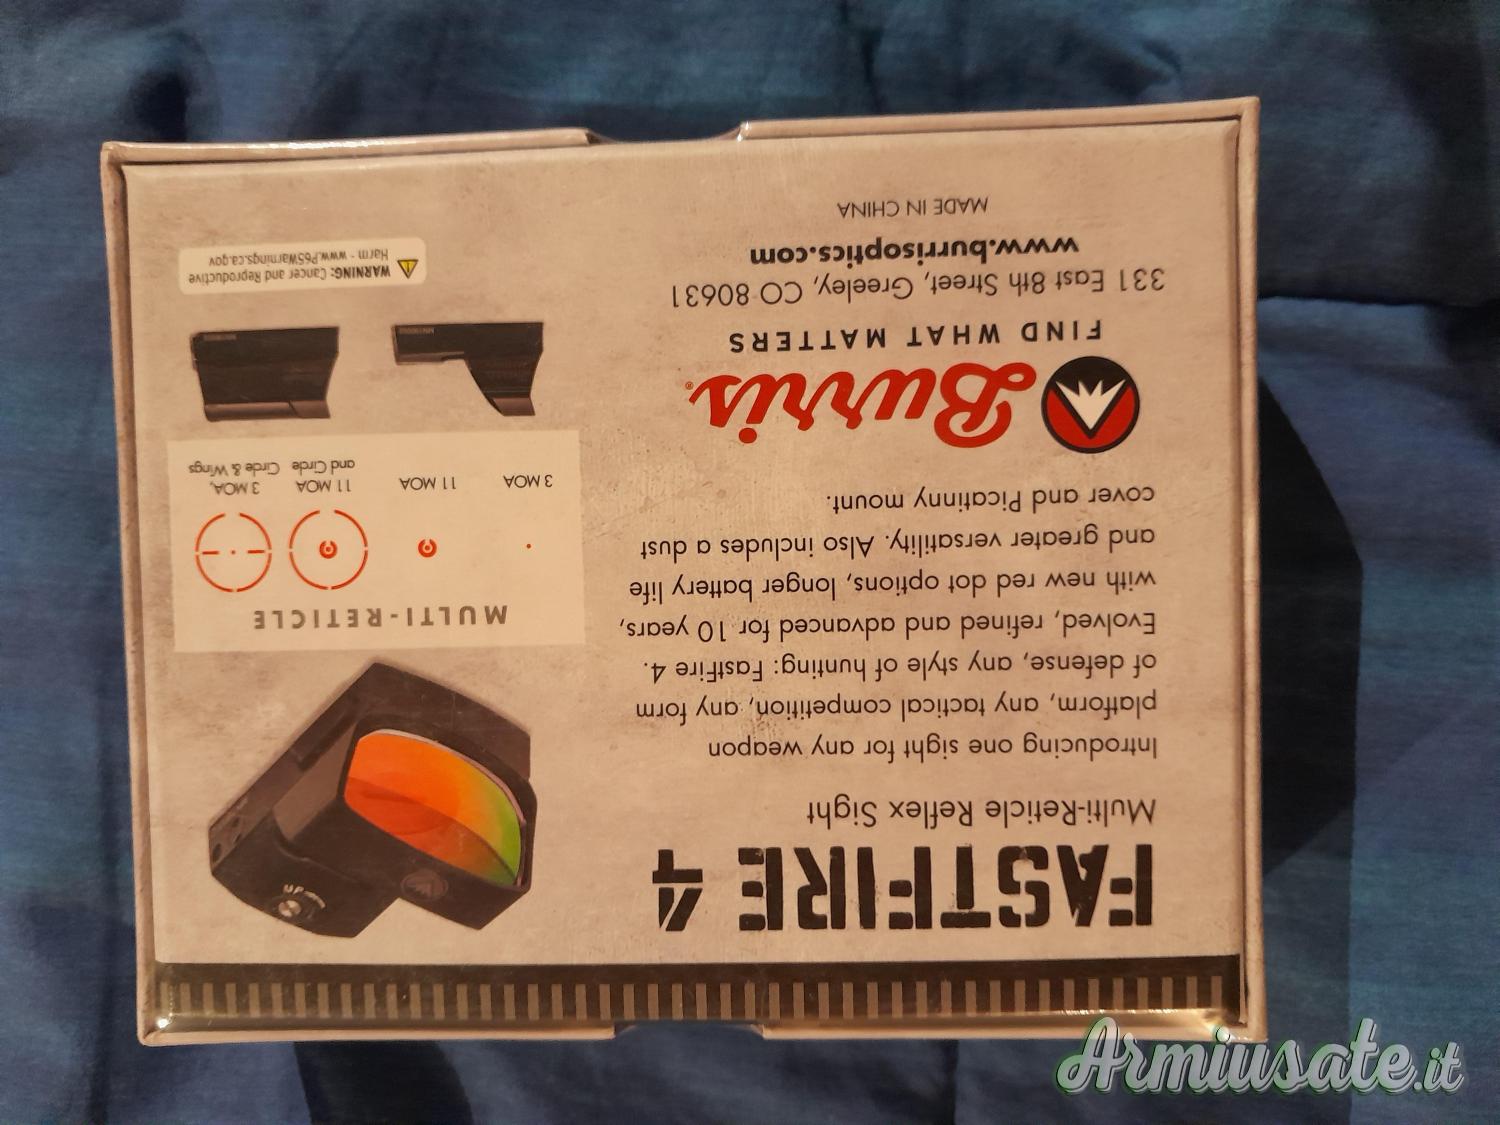 FASTFIRE 4
Multi-Reticle Reflex Sight
Introducing one sight for any weapon
platform, any tactical competition, any form
of defense, any style of hunting: FastFire 4.
Evolved, refined and advanced for 10 years,
with new red dot options, longer battery life
and greater versatility. Also includes a dust
cover and Picatinny mount.
Burris®
FIND WHAT MATTERS
331 East 8th Street, Greeley, CO 80631
www.burrisoptics.com
MADE IN CHINA
UP
MULTI-RETICLE
3 MOA
11 MOA
11 MOA
and Circle
3 MOA,
Circle & Wings
WARNING: Cancer and Reproductive
Harm - www.P65Warnings.ca.gov
Armiusate.it